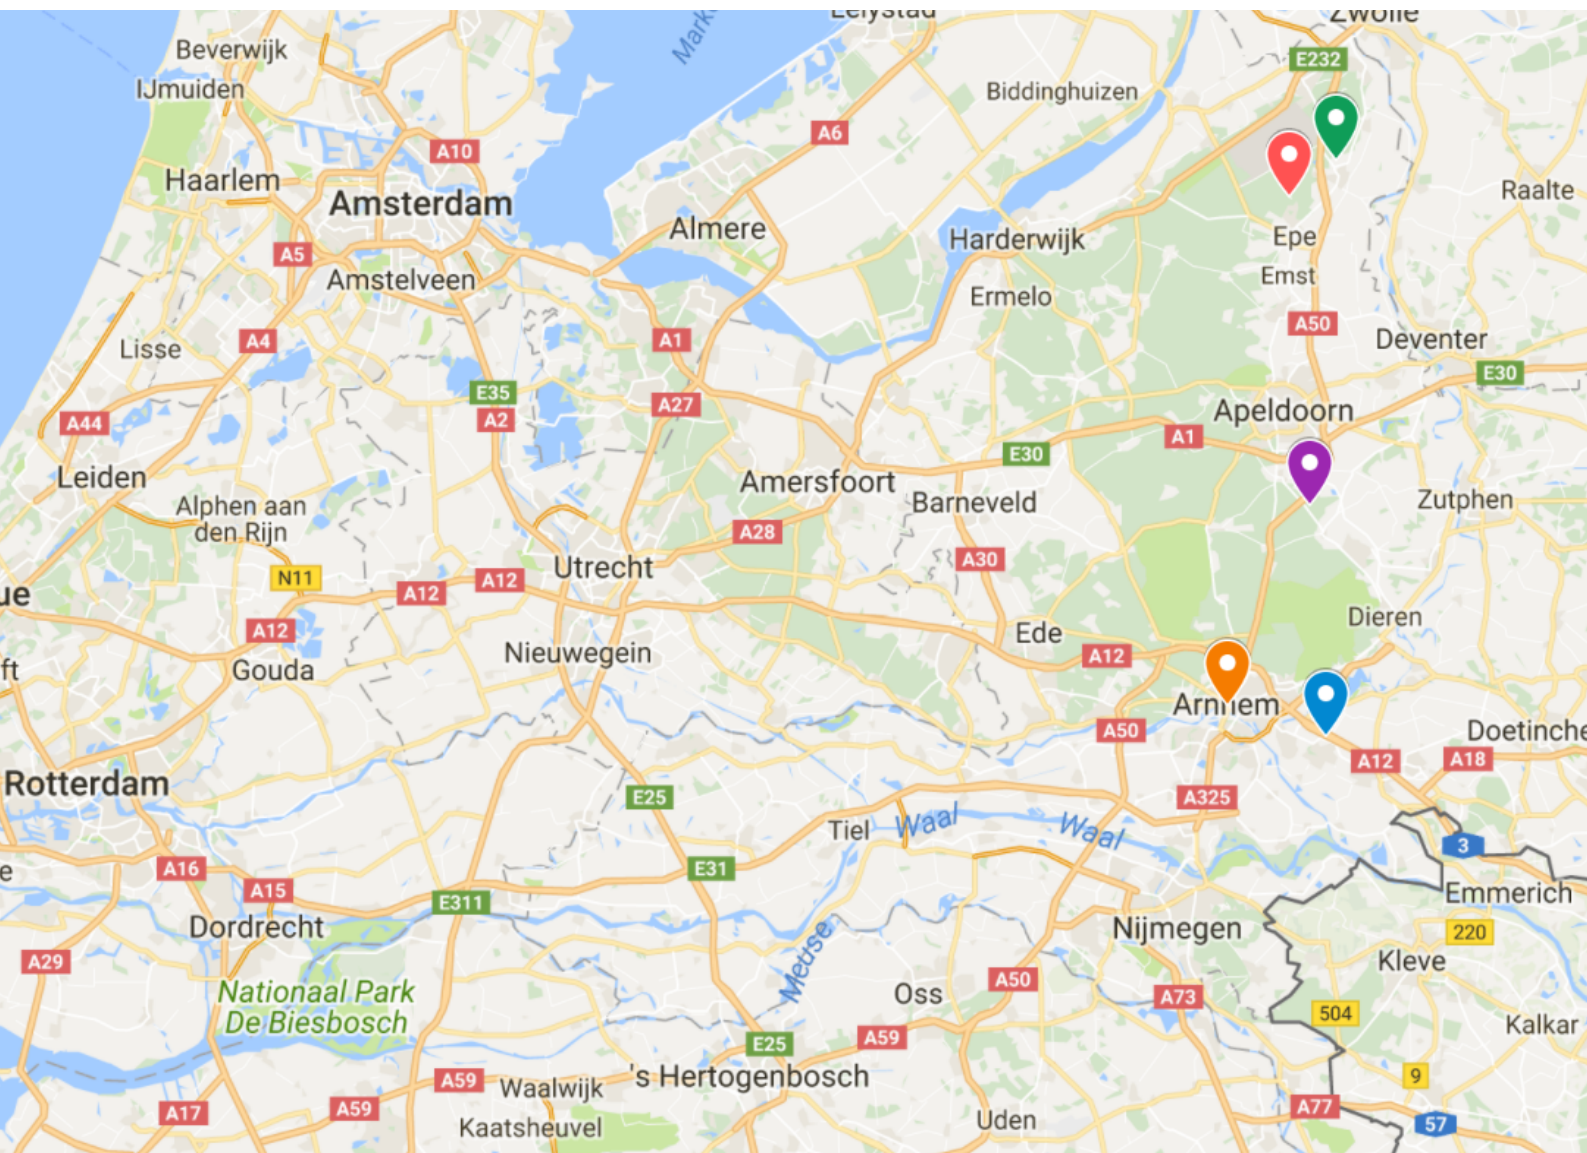 Lelystad
Zwolle
Marke
Beverwijk
E232
IJmuiden
Biddinghuizen
A10
A6
Haarlem
Raalte
Amsterdam
Almere
Epe
Harderwijk
A5
Amstelveen
Emst
Ermelo
A50
A4
A1
Deventer
Lisse
E30
E35
A27
A2
A44
Apeldoorn
A1
E30
Leiden
Amersfoort
Barneveld
Zutphen
Alphen aan
den Rijn
A28
A30
Utrecht
N11
A12
A12
ue
Dieren
A12
Ede
Nieuwegein
A12
ft
Gouda
Arnhem
A50
Doetinche
A12
A18
Rotterdam
E25
A325
Tiel
Waal
Waal
3
A16
E31
e
A15
E311
Emmerich
Dordrecht
Nijmegen
220
A29
Meuse
Kleve
Nationaal Park
De Biesbosch
Oss
A50
A73
504
Kalkar
A59
E25
's Hertogenbosch
9
A59
Waalwijk
A17
A59
A77
Uden
57
Kaatsheuvel